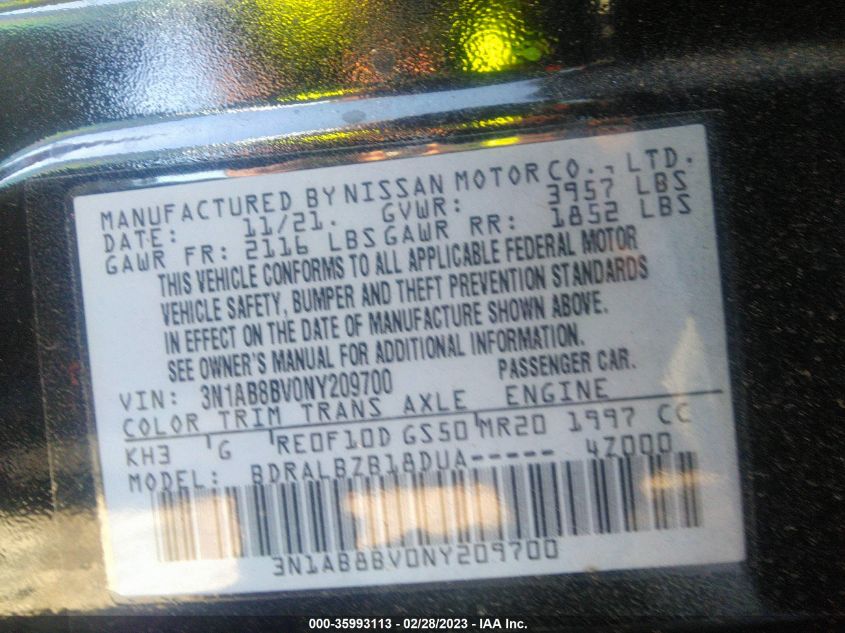 MANUFACTURED BY NISSAN MOTOR CO., LTD.
DATE: 11/21. GVWR: 3957 LBS
GAWR FR: 2116 LBS GAWR RR: 1852 LBS
THIS VEHICLE CONFORMS TO ALL APPLICABLE FEDERAL MOTOR
VEHICLE SAFETY, BUMPER AND THEFT PREVENTION STANDARDS
IN EFFECT ON THE DATE OF MANUFACTURE SHOWN ABOVE.
SEE OWNER'S MANUAL FOR ADDITIONAL INFORMATION.
VIN: 3N1AB8BV0NY209700 PASSENGER CAR.
COLOR TRIM TRANS AXLE ENGINE
KH3 G RE0F10D GS50 MR20 1997 CC
MODEL: BDRALBZB18DUA----- 4Z000
3N1AB8BV0NY209700
000-35993113 - 02/28/2023 - IAA Inc.